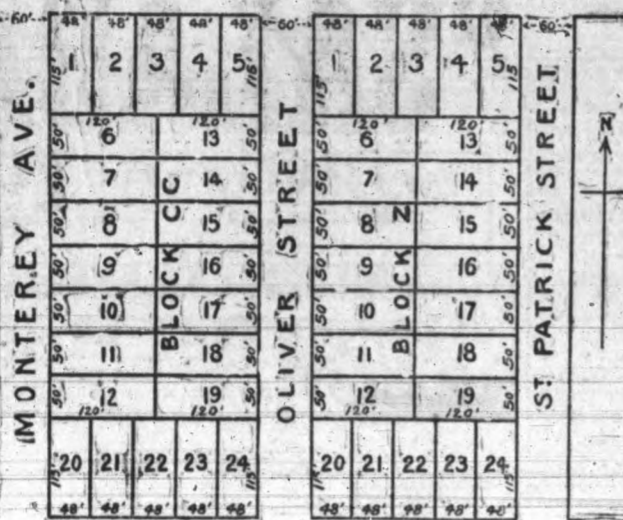 60' 48' 48' 48' 48' 48' 48' 48' 48' 60'
1 2 3 4 5 1 2 3 4 5
115' 115' 115' 115'
120' 120' 120' 120'
50' 6 13 50' 50' 6 13 50'
50' 7 14 50' 50' 7 14 50'
50' 8 15 50' 50' 8 15 50'
50' 9 16 50' 50' 9 16 50'
50' 10 17 50' 50' 10 17 50'
50' 11 18 50' 50' 11 18 50'
50' 12 19 50' 50' 12 19 50'
120' 120' 120' 120'
20 21 22 23 24 20 21 22 23 24
115' 115' 115' 115'
48' 48' 48' 48' 48' 48' 48' 48' 48' 48'
MONTEREY AVE.
BLOCK CC
OLIVER STREET
BLOCK N
ST. PATRICK STREET
N